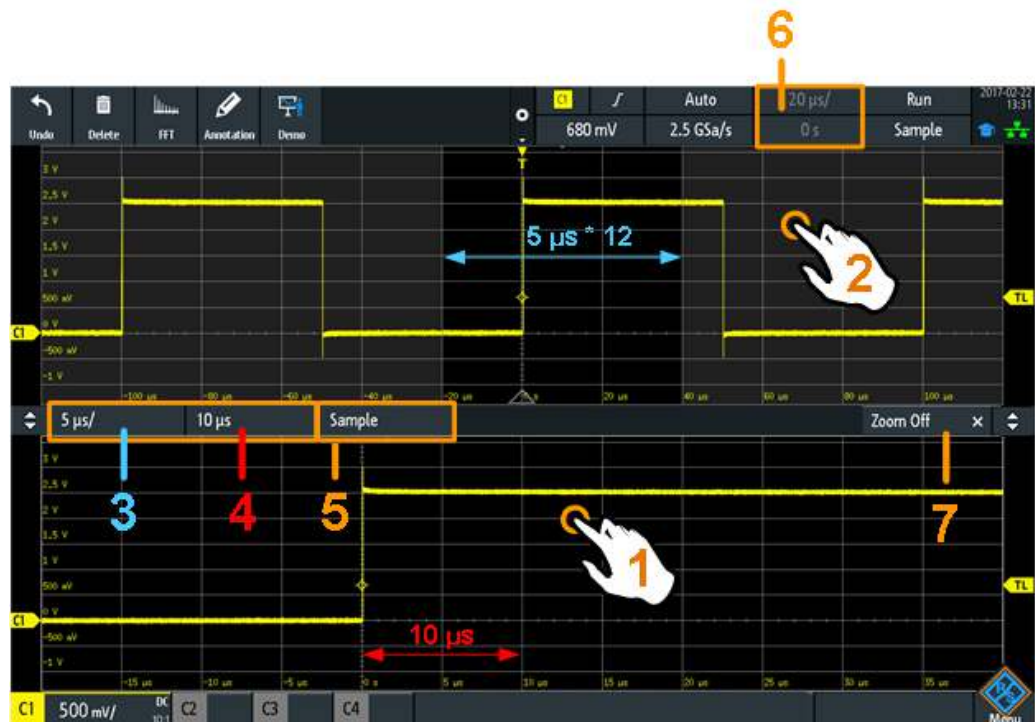 6
C1 Auto 20 µs/ Run 2017-02-22
13:31
Undo Delete FFT Annotation Demo 680 mV 2.5 GSa/s 0 s Sample
T
3 V
2,5 V
2 V
1,5 V
1 V
500 mV
0 V
-500 mV
-1 V
5 µs * 12
2
TL
C1
-100 µs -80 µs -60 µs -40 µs -20 µs 0 s 20 µs 40 µs 60 µs 80 µs 100 µs
5 µs/ 10 µs Sample Zoom Off ×
3 4 5 7
3 V
2,5 V
2 V
1,5 V
1 V
500 mV
0 V
-500 mV
-1 V
1
TL
C1
10 µs
-15 µs -10 µs -5 µs 0 s 5 µs 10 µs 15 µs 20 µs 25 µs 30 µs 35 µs
C1 500 mV/ DC
10:1
C2 C3 C4 Menu